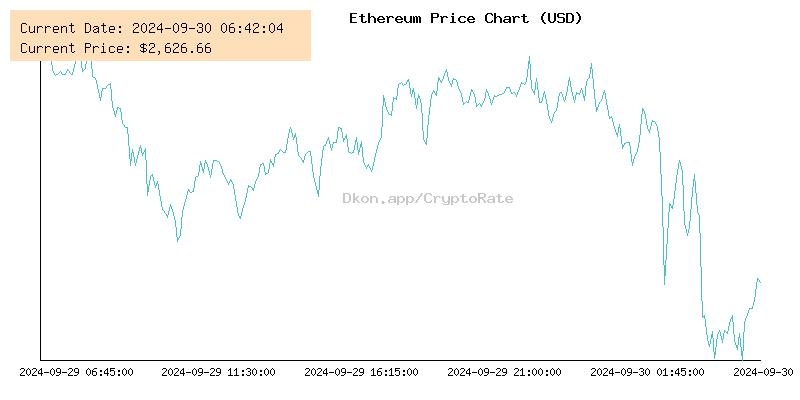 Ethereum Price Chart (USD)
Current Date: 2024-09-30 06:42:04
Current Price: $2,626.66
Dkon.app/CryptoRate
2024-09-29 06:45:00
2024-09-29 11:30:00
2024-09-29 16:15:00
2024-09-29 21:00:00
2024-09-30 01:45:00
2024-09-30